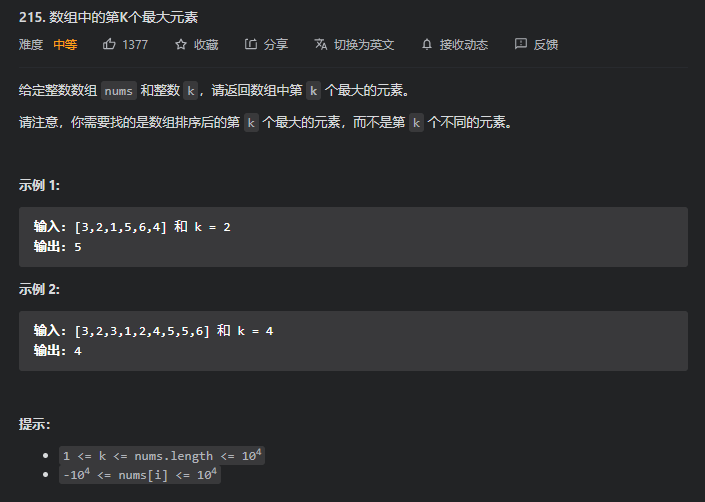 215. 数组中的第K个最大元素
难度 中等 1377 收藏 分享 切换为英文 接收动态 反馈
给定整数数组 nums 和整数 k，请返回数组中第 k 个最大的元素。
请注意，你需要找的是数组排序后的第 k 个最大的元素，而不是第 k 个不同的元素。
示例 1:
输入: [3,2,1,5,6,4] 和 k = 2
输出: 5
示例 2:
输入: [3,2,3,1,2,4,5,5,6] 和 k = 4
输出: 4
提示：
1 <= k <= nums.length <= 10⁴
-10⁴ <= nums[i] <= 10⁴